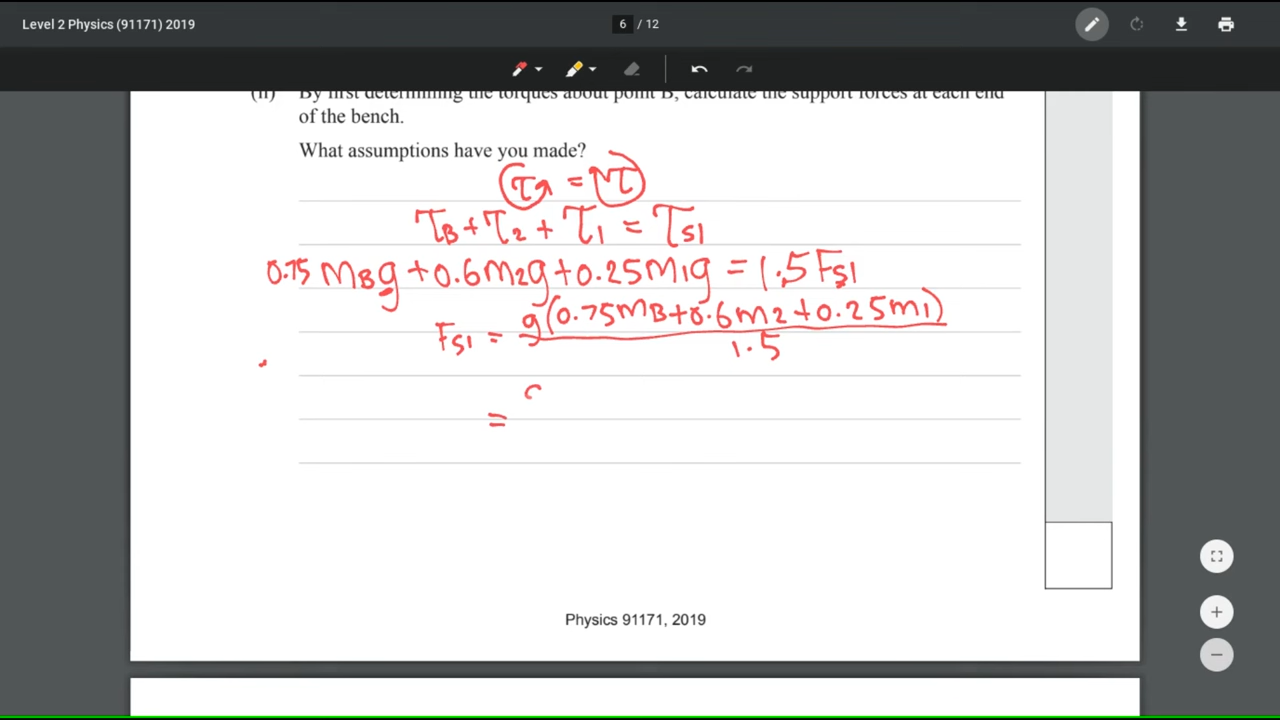 Level 2 Physics (91171) 2019
6 / 12
(ii) By first determining the torques about point B, calculate the support forces at each end
of the bench.
What assumptions have you made?
τ↷ = ↶τ
τB + τ2 + τ1 = τS1
0.75 mBg + 0.6m2g + 0.25m1g = 1.5FS1
FS1 = g(0.75mB + 0.6m2 + 0.25m1)
1.5
=
Physics 91171, 2019